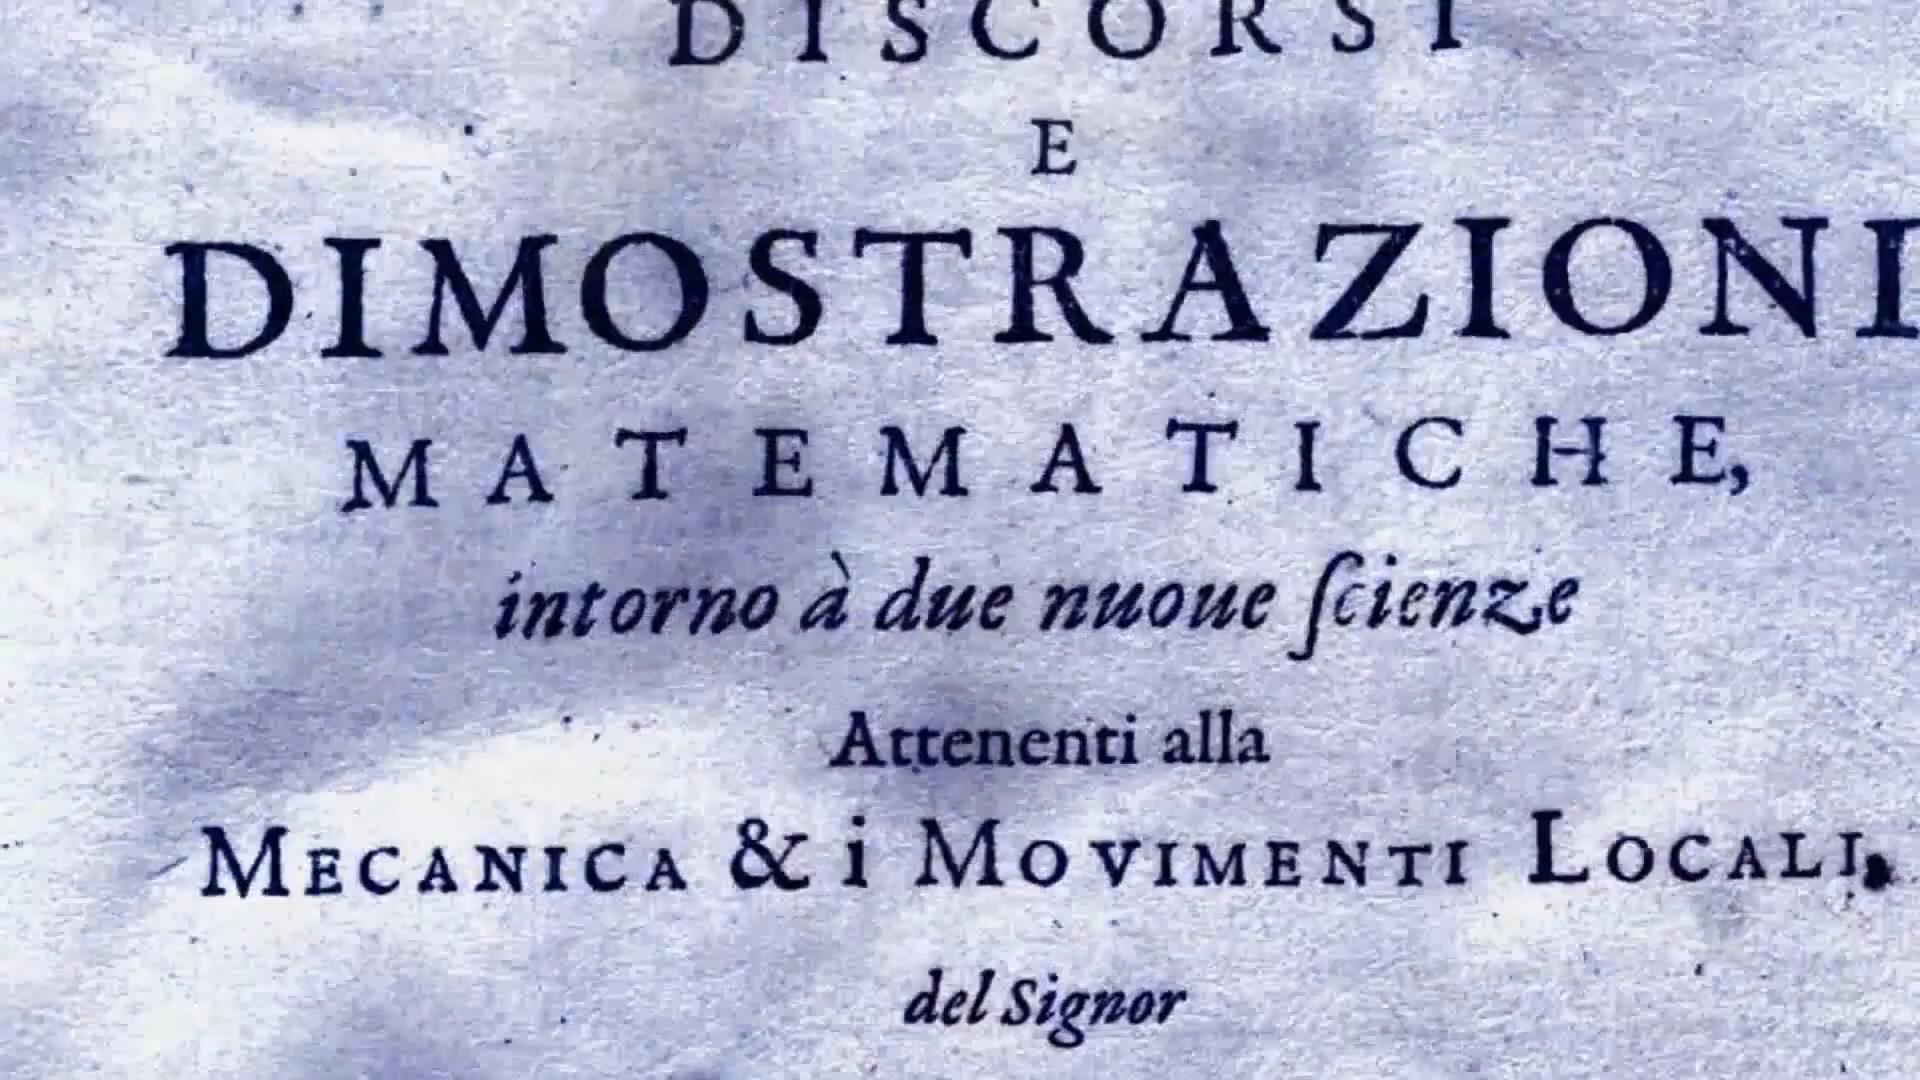 DISCORSI
E
DIMOSTRAZIONI
MATEMATICHE,
intorno à due nuoue ſcienze
Attenenti alla
MECANICA & i MOVIMENTI LOCALI,
del Signor